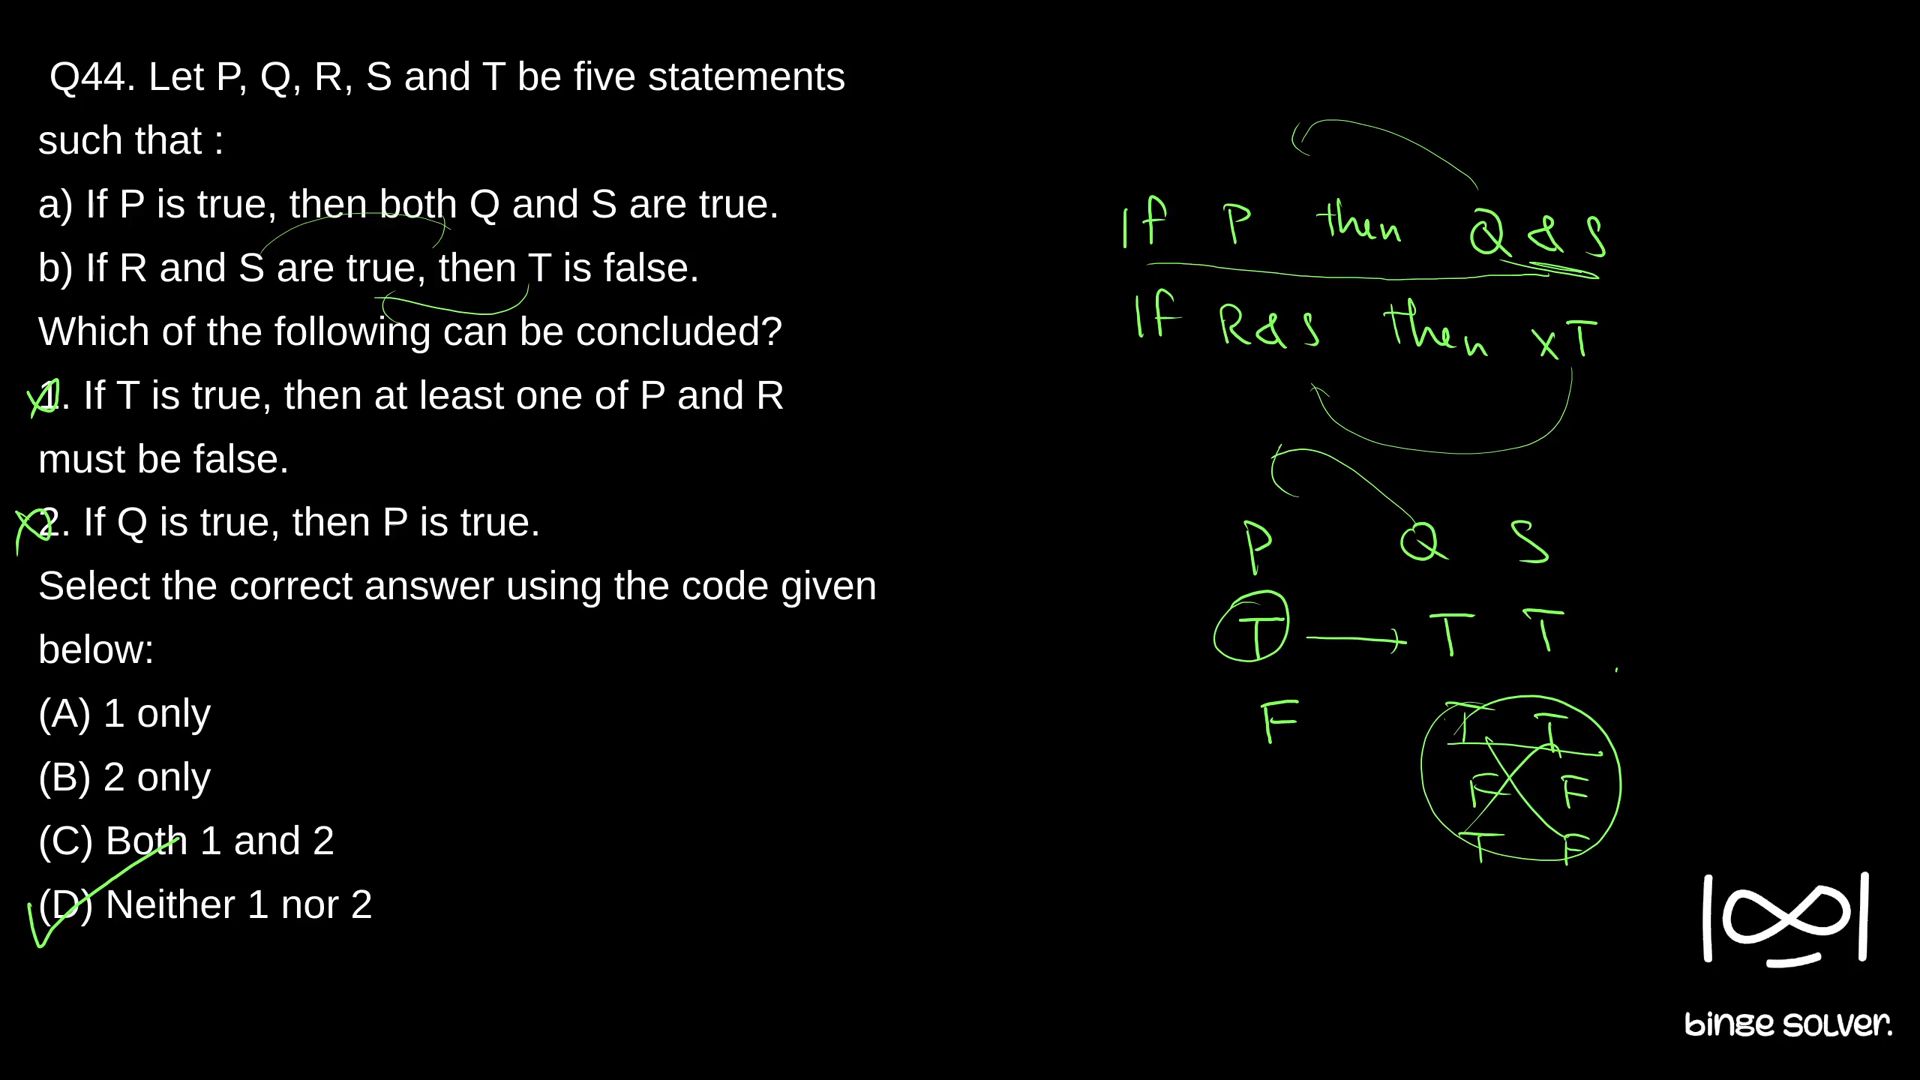 Q44. Let P, Q, R, S and T be five statements
such that :
a) If P is true, then both Q and S are true.
b) If R and S are true, then T is false.
Which of the following can be concluded?
1. If T is true, then at least one of P and R
must be false.
2. If Q is true, then P is true.
Select the correct answer using the code given
below:
(A) 1 only
(B) 2 only
(C) Both 1 and 2
(D) Neither 1 nor 2
If P then Q & S
If R & S then x T
P Q S
T → T T
F T T
F F
T F
binge SOLVER.